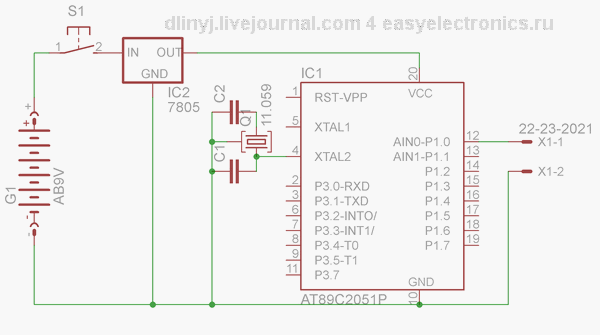 dlinyj.livejournal.com 4 easyelectronics.ru
S1
1 2
IN OUT
GND
IC2
7805
G1
AB9V
+
+
-
-
C2
Q1
11.059
C1
IC1
20
VCC
1 RST-VPP
5 XTAL1
4 XTAL2
2 P3.0-RXD
3 P3.1-TXD
6 P3.2-INTO/
7 P3.3-INT1/
8 P3.4-T0
9 P3.5-T1
11 P3.7
AIN0-P1.0 12
AIN1-P1.1 13
P1.2 14
P1.3 15
P1.4 16
P1.5 17
P1.6 18
P1.7 19
GND
10
AT89C2051P
22-23-2021
X1-1
X1-2